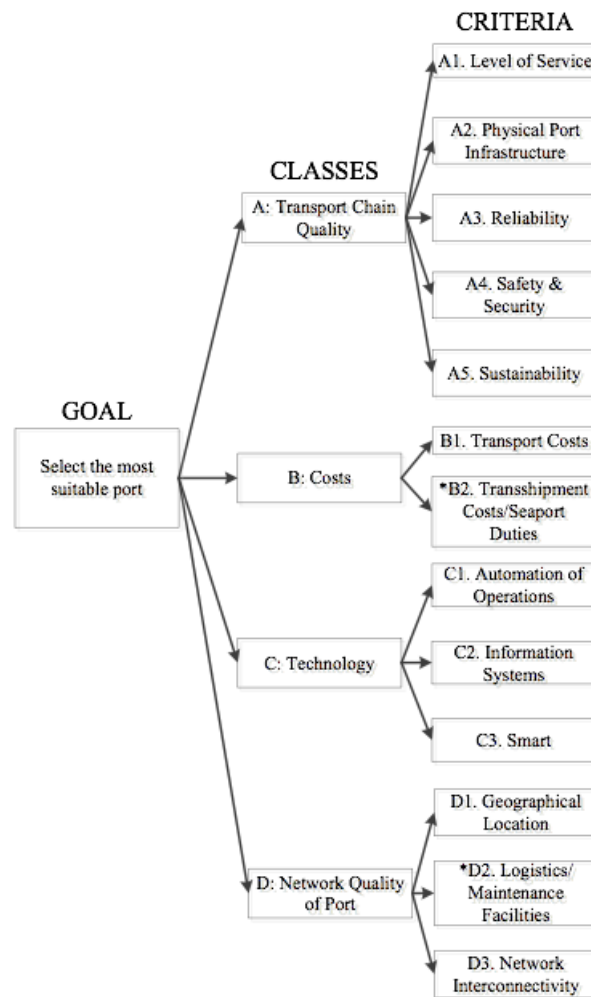 CRITERIA
A1. Level of Service
A2. Physical Port
Infrastructure
CLASSES
A: Transport Chain
Quality
A3. Reliability
A4. Safety &
Security
A5. Sustainability
GOAL
Select the most
suitable port
B: Costs
B1. Transport Costs
*B2. Transshipment
Costs/Seaport
Duties
C1. Automation of
Operations
C: Technology
C2. Information
Systems
C3. Smart
D1. Geographical
Location
D: Network Quality
of Port
*D2. Logistics/
Maintenance
Facilities
D3. Network
Interconnectivity